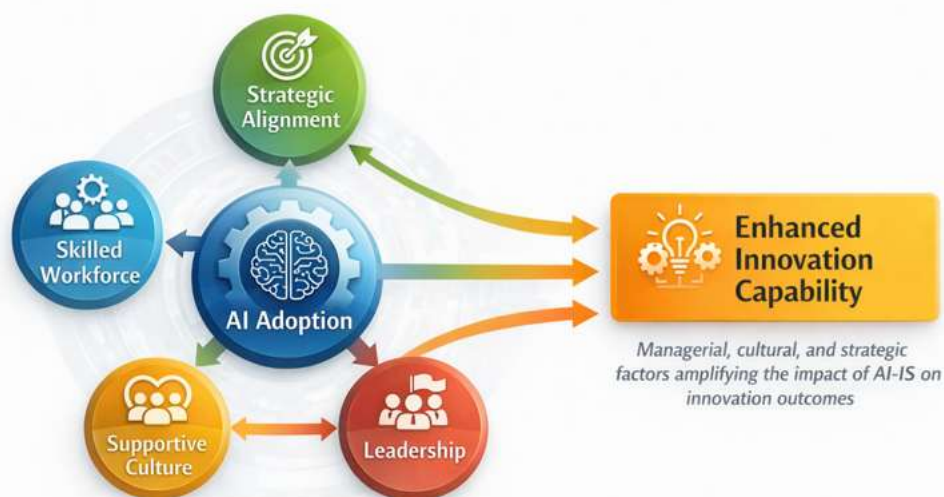 Strategic
Alignment
Skilled
Workforce
AI Adoption
Supportive
Culture
Leadership
Enhanced
Innovation
Capability
Managerial, cultural, and strategic
factors amplifying the impact of AI-IS on
innovation outcomes